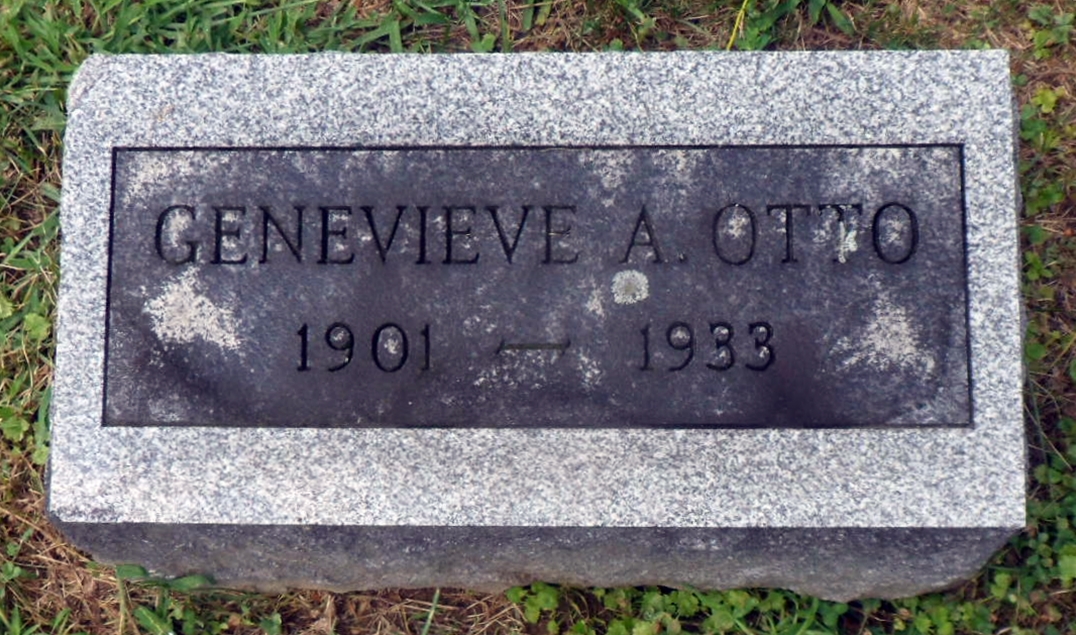 GENEVIEVE A. OTTO
1901 — 1933